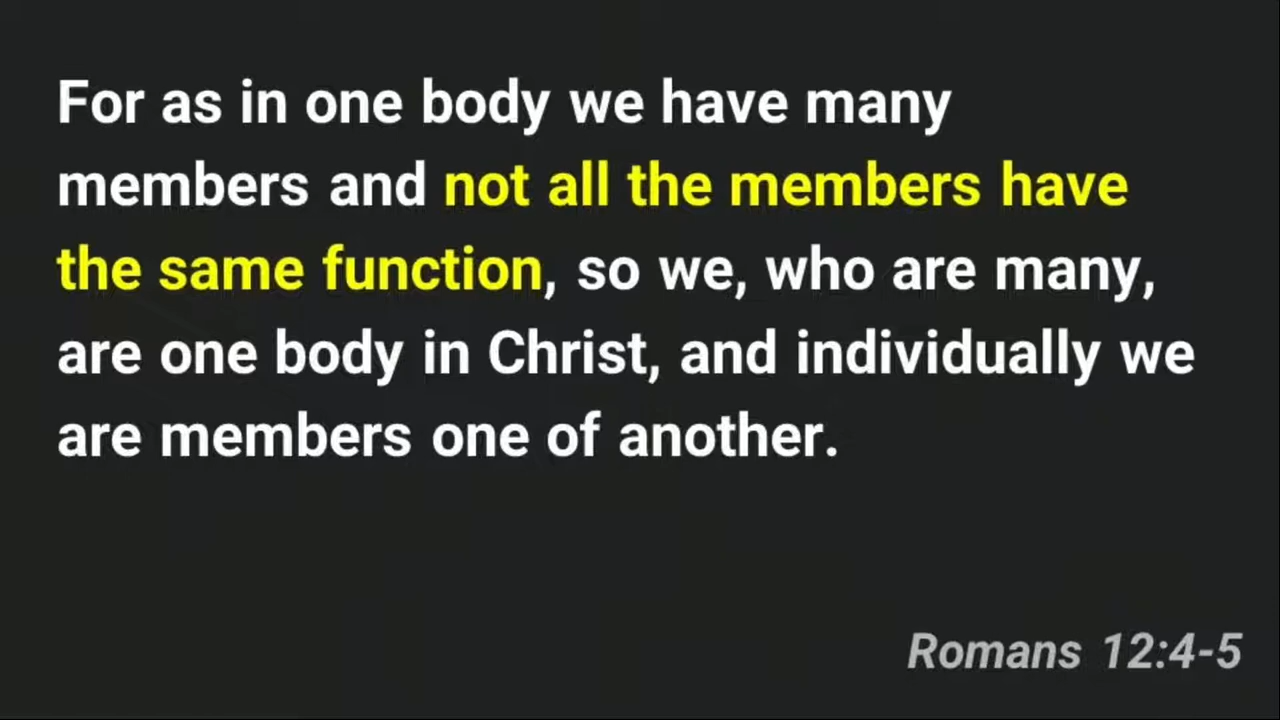 For as in one body we have many
members and not all the members have
the same function, so we, who are many,
are one body in Christ, and individually we
are members one of another.
Romans 12:4-5